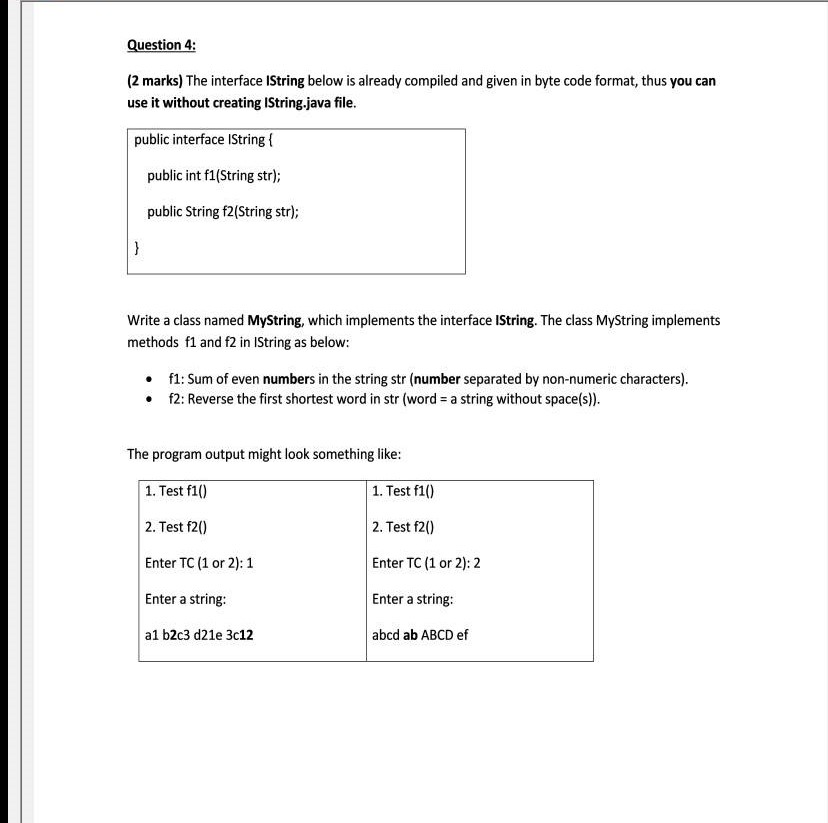 Question 4:
(2 marks) The interface IString below is already compiled and given in byte code format, thus you can
use it without creating IString.java file.
public interface IString {
public int f1(String str);
public String f2(String str);
}
Write a class named MyString, which implements the interface IString. The class MyString implements
methods f1 and f2 in IString as below:
• f1: Sum of even numbers in the string str (number separated by non-numeric characters).
• f2: Reverse the first shortest word in str (word = a string without space(s)).
The program output might look something like:
1. Test f1()
2. Test f2()
Enter TC (1 or 2): 1
Enter a string:
a1 b2c3 d21e 3c12
1. Test f1()
2. Test f2()
Enter TC (1 or 2): 2
Enter a string:
abcd ab ABCD ef